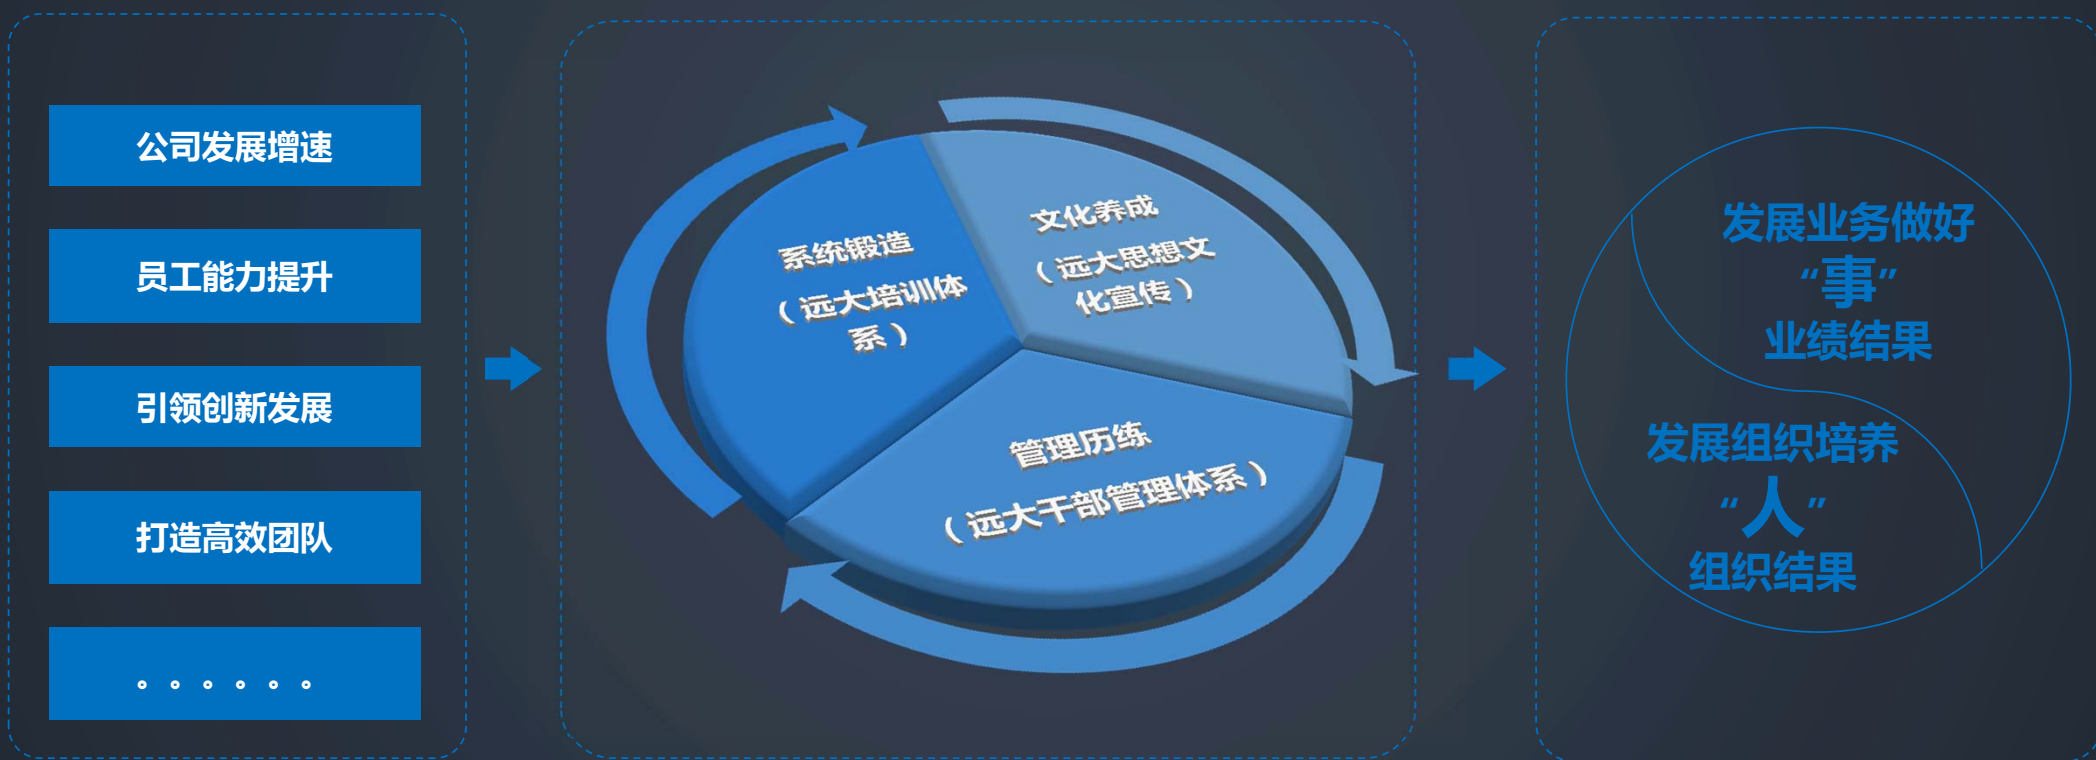 公司发展增速
员工能力提升
引领创新发展
打造高效团队
。。。。。。
系统锻造
（远大培训体
系）
文化养成
（远大思想文
化宣传）
管理历练
（远大干部管理体系）
发展业务做好
“事”
业绩结果
发展组织培养
“人”
组织结果